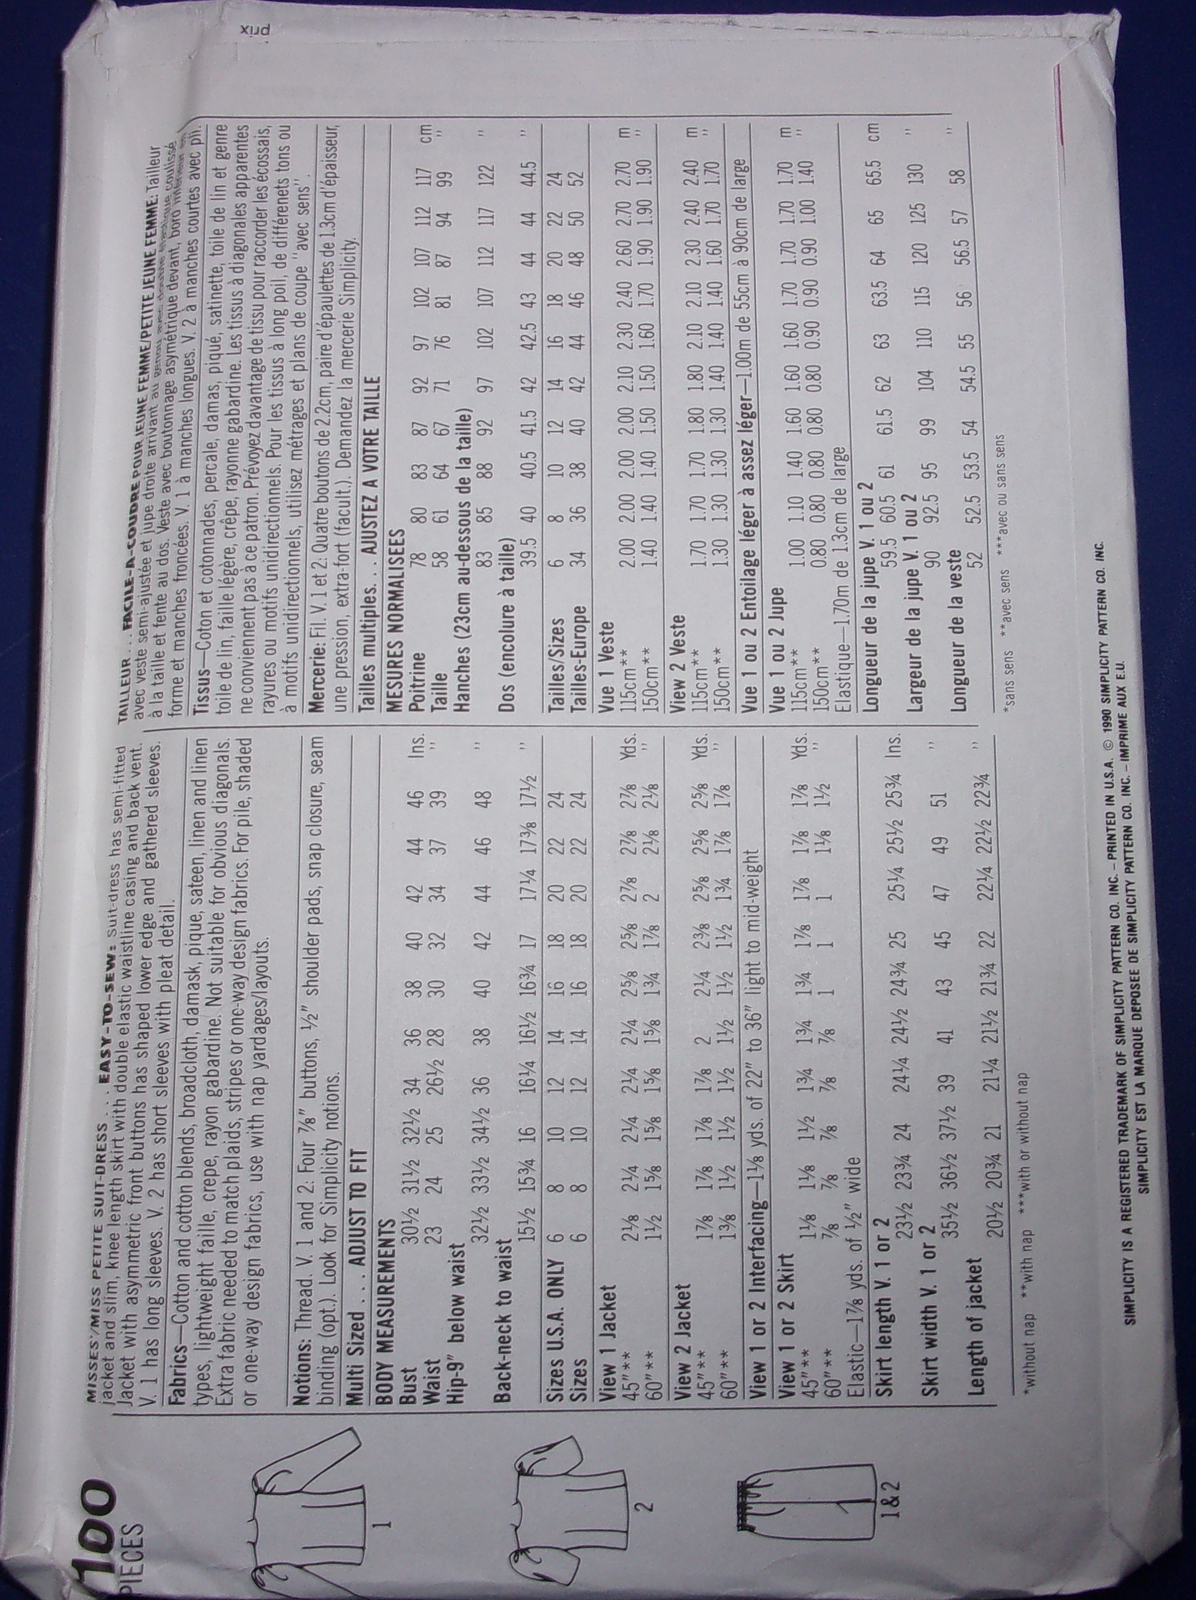 100
PIECES
1
2
1 & 2
MISSES'/MISS PETITE SUIT-DRESS . . . EASY-TO-SEW: Suit-dress has semi-fitted
jacket and slim, knee length skirt with double elastic waistline casing and back vent.
Jacket with asymmetric front buttons has shaped lower edge and gathered sleeves.
V. 1 has long sleeves. V. 2 has short sleeves with pleat detail.
Fabrics—Cotton and cotton blends, broadcloth, damask, pique, sateen, linen and linen
types, lightweight faille, crepe, rayon gabardine. Not suitable for obvious diagonals.
Extra fabric needed to match plaids, stripes or one-way design fabrics. For pile, shaded
or one-way design fabrics, use with nap yardages/layouts.
Notions: Thread. V. 1 and 2: Four ⅞" buttons, ½" shoulder pads, snap closure, seam
binding (opt.). Look for Simplicity notions.
Multi Sized . . . ADJUST TO FIT
BODY MEASUREMENTS
Bust 30½ 31½ 32½ 34 36 38 40 42 44 46 Ins.
Waist 23 24 25 26½ 28 30 32 34 37 39 "
Hip-9" below waist
32½ 33½ 34½ 36 38 40 42 44 46 48 "
Back-neck to waist
15½ 15¾ 16 16¼ 16½ 16¾ 17 17¼ 17⅜ 17½ "
Sizes U.S.A. ONLY 6 8 10 12 14 16 18 20 22 24
Sizes 6 8 10 12 14 16 18 20 22 24
View 1 Jacket
45"** 2⅛ 2¼ 2¼ 2¼ 2¼ 2⅝ 2⅝ 2⅞ 2⅞ 2⅞ Yds.
60"** 1½ 1⅝ 1⅝ 1⅝ 1⅝ 1¾ 1⅞ 2 2⅛ 2⅛ "
View 2 Jacket
45"** 1⅞ 1⅞ 1⅞ 1⅞ 2 2¼ 2⅜ 2⅝ 2⅝ 2⅝ Yds.
60"** 1⅜ 1½ 1½ 1½ 1½ 1½ 1½ 1¾ 1⅞ 1⅞ "
View 1 or 2 Interfacing—1⅛ yds. of 22" to 36" light to mid-weight
View 1 or 2 Skirt
45"** 1⅛ 1⅛ 1½ 1¾ 1¾ 1¾ 1⅞ 1⅞ 1⅞ 1⅞ Yds.
60"** ⅞ ⅞ ⅞ ⅞ ⅞ 1 1 1 1⅛ 1½ "
Elastic—1⅞ yds. of ½" wide
Skirt length V. 1 or 2
23½ 23¾ 24 24¼ 24½ 24¾ 25 25¼ 25½ 25¾ Ins.
Skirt width V. 1 or 2
35½ 36½ 37½ 39 41 43 45 47 49 51 "
Length of jacket
20½ 20¾ 21 21¼ 21½ 21¾ 22 22¼ 22½ 22¾ "
*without nap **with nap ***with or without nap
TAILLEUR . . . FACILE-A-COUDRE POUR JEUNE FEMME/PETITE JEUNE FEMME: Tailleur
avec veste semi-ajustée et jupe droite arrivant au genou avec double élastique coulissé
à la taille et fente au dos. Veste avec boutonnage asymétrique devant, bord inférieur en
forme et manches froncées. V. 1 à manches longues. V. 2 à manches courtes avec pli.
Tissus—Coton et cotonnades, percale, damas, piqué, satinette, toile de lin et genre
toile de lin, faille légère, crêpe, rayonne gabardine. Les tissus à diagonales apparentes
ne conviennent pas à ce patron. Prévoyez davantage de tissu pour raccorder les écossais,
rayures ou motifs unidirectionnels. Pour les tissus à long poil, de différenets tons ou
à motifs unidirectionnels, utilisez métrages et plans de coupe "avec sens".
Mercerie: Fil. V. 1 et 2: Quatre boutons de 2.2cm, paire d'épaulettes de 1.3cm d'épaisseur,
une pression, extra-fort (facult.). Demandez la mercerie Simplicity.
Tailles multiples. . . AJUSTEZ A VOTRE TAILLE
MESURES NORMALISEES
Poitrine 78 80 83 87 92 97 102 107 112 117 cm
Taille 58 61 64 67 71 76 81 87 94 99 "
Hanches (23cm au-dessous de la taille)
83 85 88 92 97 102 107 112 117 122 "
Dos (encolure à taille)
39.5 40 40.5 41.5 42 42.5 43 44 44 44.5 "
Tailles/Sizes 6 8 10 12 14 16 18 20 22 24
Tailles-Europe 34 36 38 40 42 44 46 48 50 52
Vue 1 Veste
115cm** 2.00 2.00 2.00 2.00 2.10 2.30 2.40 2.60 2.70 2.70 m
150cm** 1.40 1.40 1.40 1.50 1.50 1.60 1.70 1.90 1.90 1.90 "
View 2 Veste
115cm** 1.70 1.70 1.70 1.80 1.80 2.10 2.10 2.30 2.40 2.40 m
150cm** 1.30 1.30 1.30 1.30 1.40 1.40 1.40 1.60 1.70 1.70 "
Vue 1 ou 2 Entoilage léger à assez léger—1.00m de 55cm à 90cm de large
Vue 1 ou 2 Jupe
115cm** 1.00 1.10 1.40 1.60 1.60 1.60 1.70 1.70 1.70 1.70 m
150cm** 0.80 0.80 0.80 0.80 0.80 0.90 0.90 0.90 1.00 1.40 "
Elastique—1.70m de 1.3cm de large
Longueur de la jupe V. 1 ou 2
59.5 60.5 61 61.5 62 63 63.5 64 65 65.5 cm
Largeur de la jupe V. 1 ou 2
90 92.5 95 99 104 110 115 120 125 130 "
Longueur de la veste
52 52.5 53.5 54 54.5 55 56 56.5 57 58 "
*sans sens **avec sens ***avec ou sans sens
SIMPLICITY IS A REGISTERED TRADEMARK OF SIMPLICITY PATTERN CO. INC. – PRINTED IN U.S.A. © 1990 SIMPLICITY PATTERN CO. INC.
SIMPLICITY EST LA MARQUE DEPOSEE DE SIMPLICITY PATTERN CO. INC. – IMPRIME AUX E.U.
prix